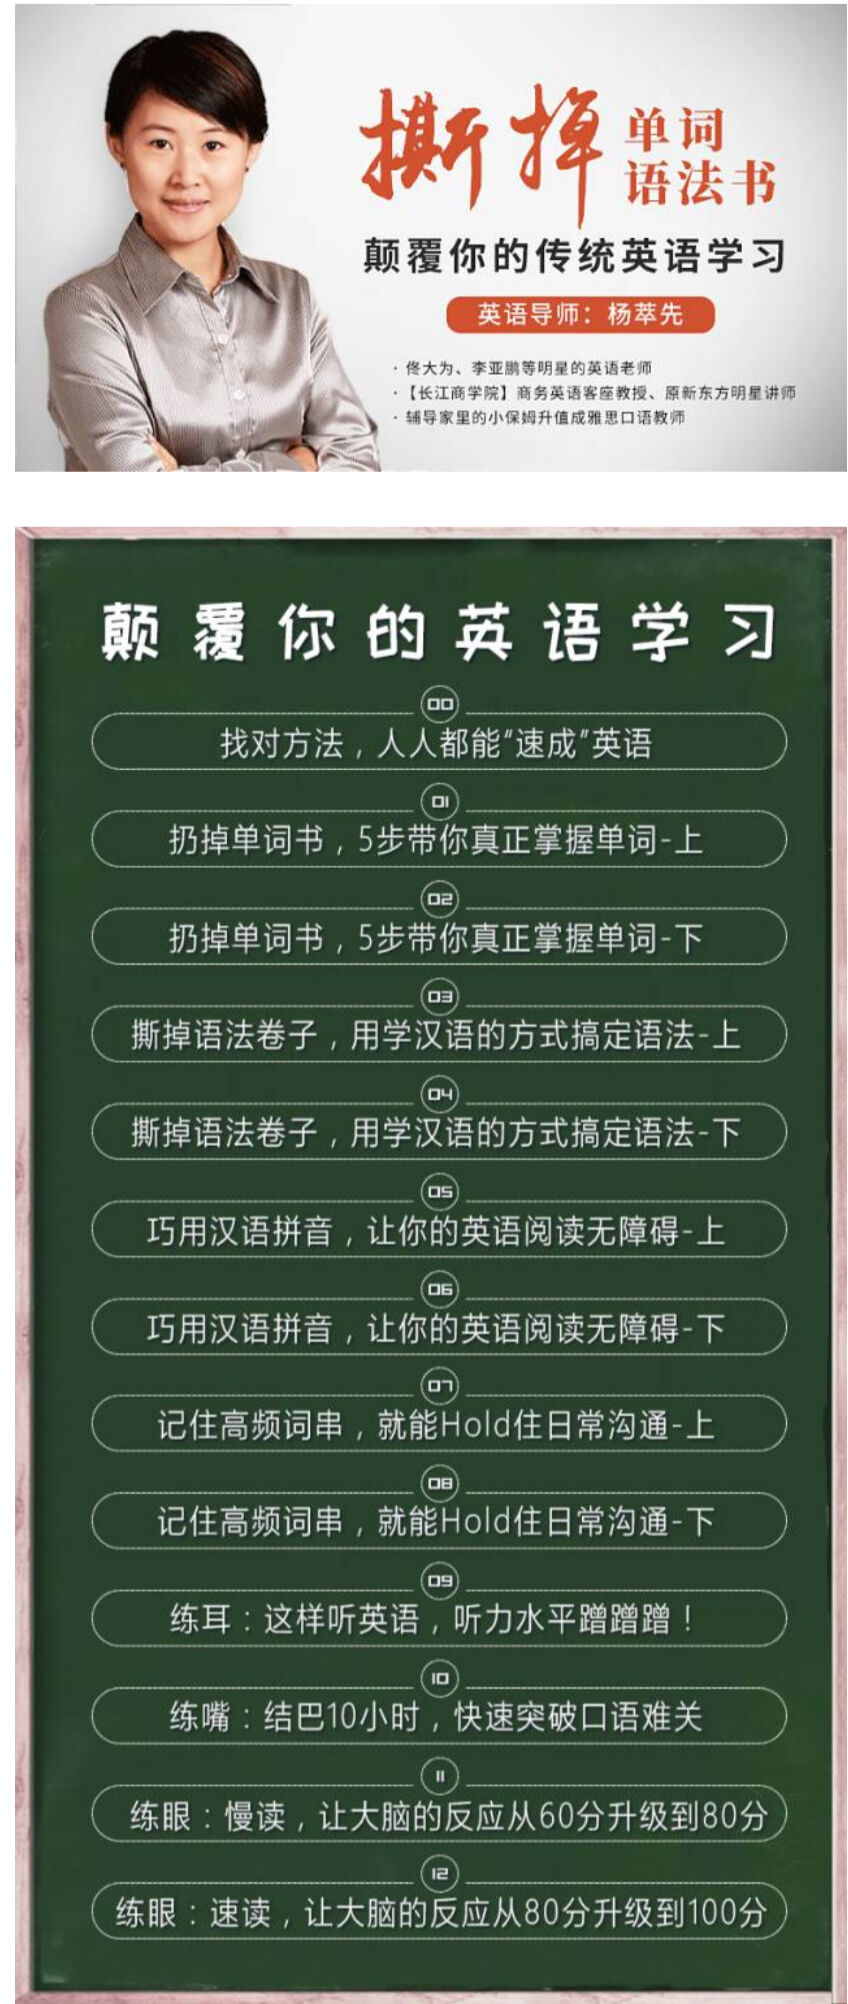 撕掉单词
语法书
颠覆你的传统英语学习
英语导师：杨萃先
· 佟大为、李亚鹏等明星的英语老师
· 【长江商学院】商务英语客座教授、原新东方明星讲师
· 辅导家里的小保姆升值成雅思口语教师
颠覆你的英语学习
00
找对方法，人人都能“速成”英语
01
扔掉单词书，5步带你真正掌握单词-上
02
扔掉单词书，5步带你真正掌握单词-下
03
撕掉语法卷子，用学汉语的方式搞定语法-上
04
撕掉语法卷子，用学汉语的方式搞定语法-下
05
巧用汉语拼音，让你的英语阅读无障碍-上
06
巧用汉语拼音，让你的英语阅读无障碍-下
07
记住高频词串，就能Hold住日常沟通-上
08
记住高频词串，就能Hold住日常沟通-下
09
练耳：这样听英语，听力水平蹭蹭蹭！
10
练嘴：结巴10小时，快速突破口语难关
11
练眼：慢读，让大脑的反应从60分升级到80分
12
练眼：速读，让大脑的反应从80分升级到100分